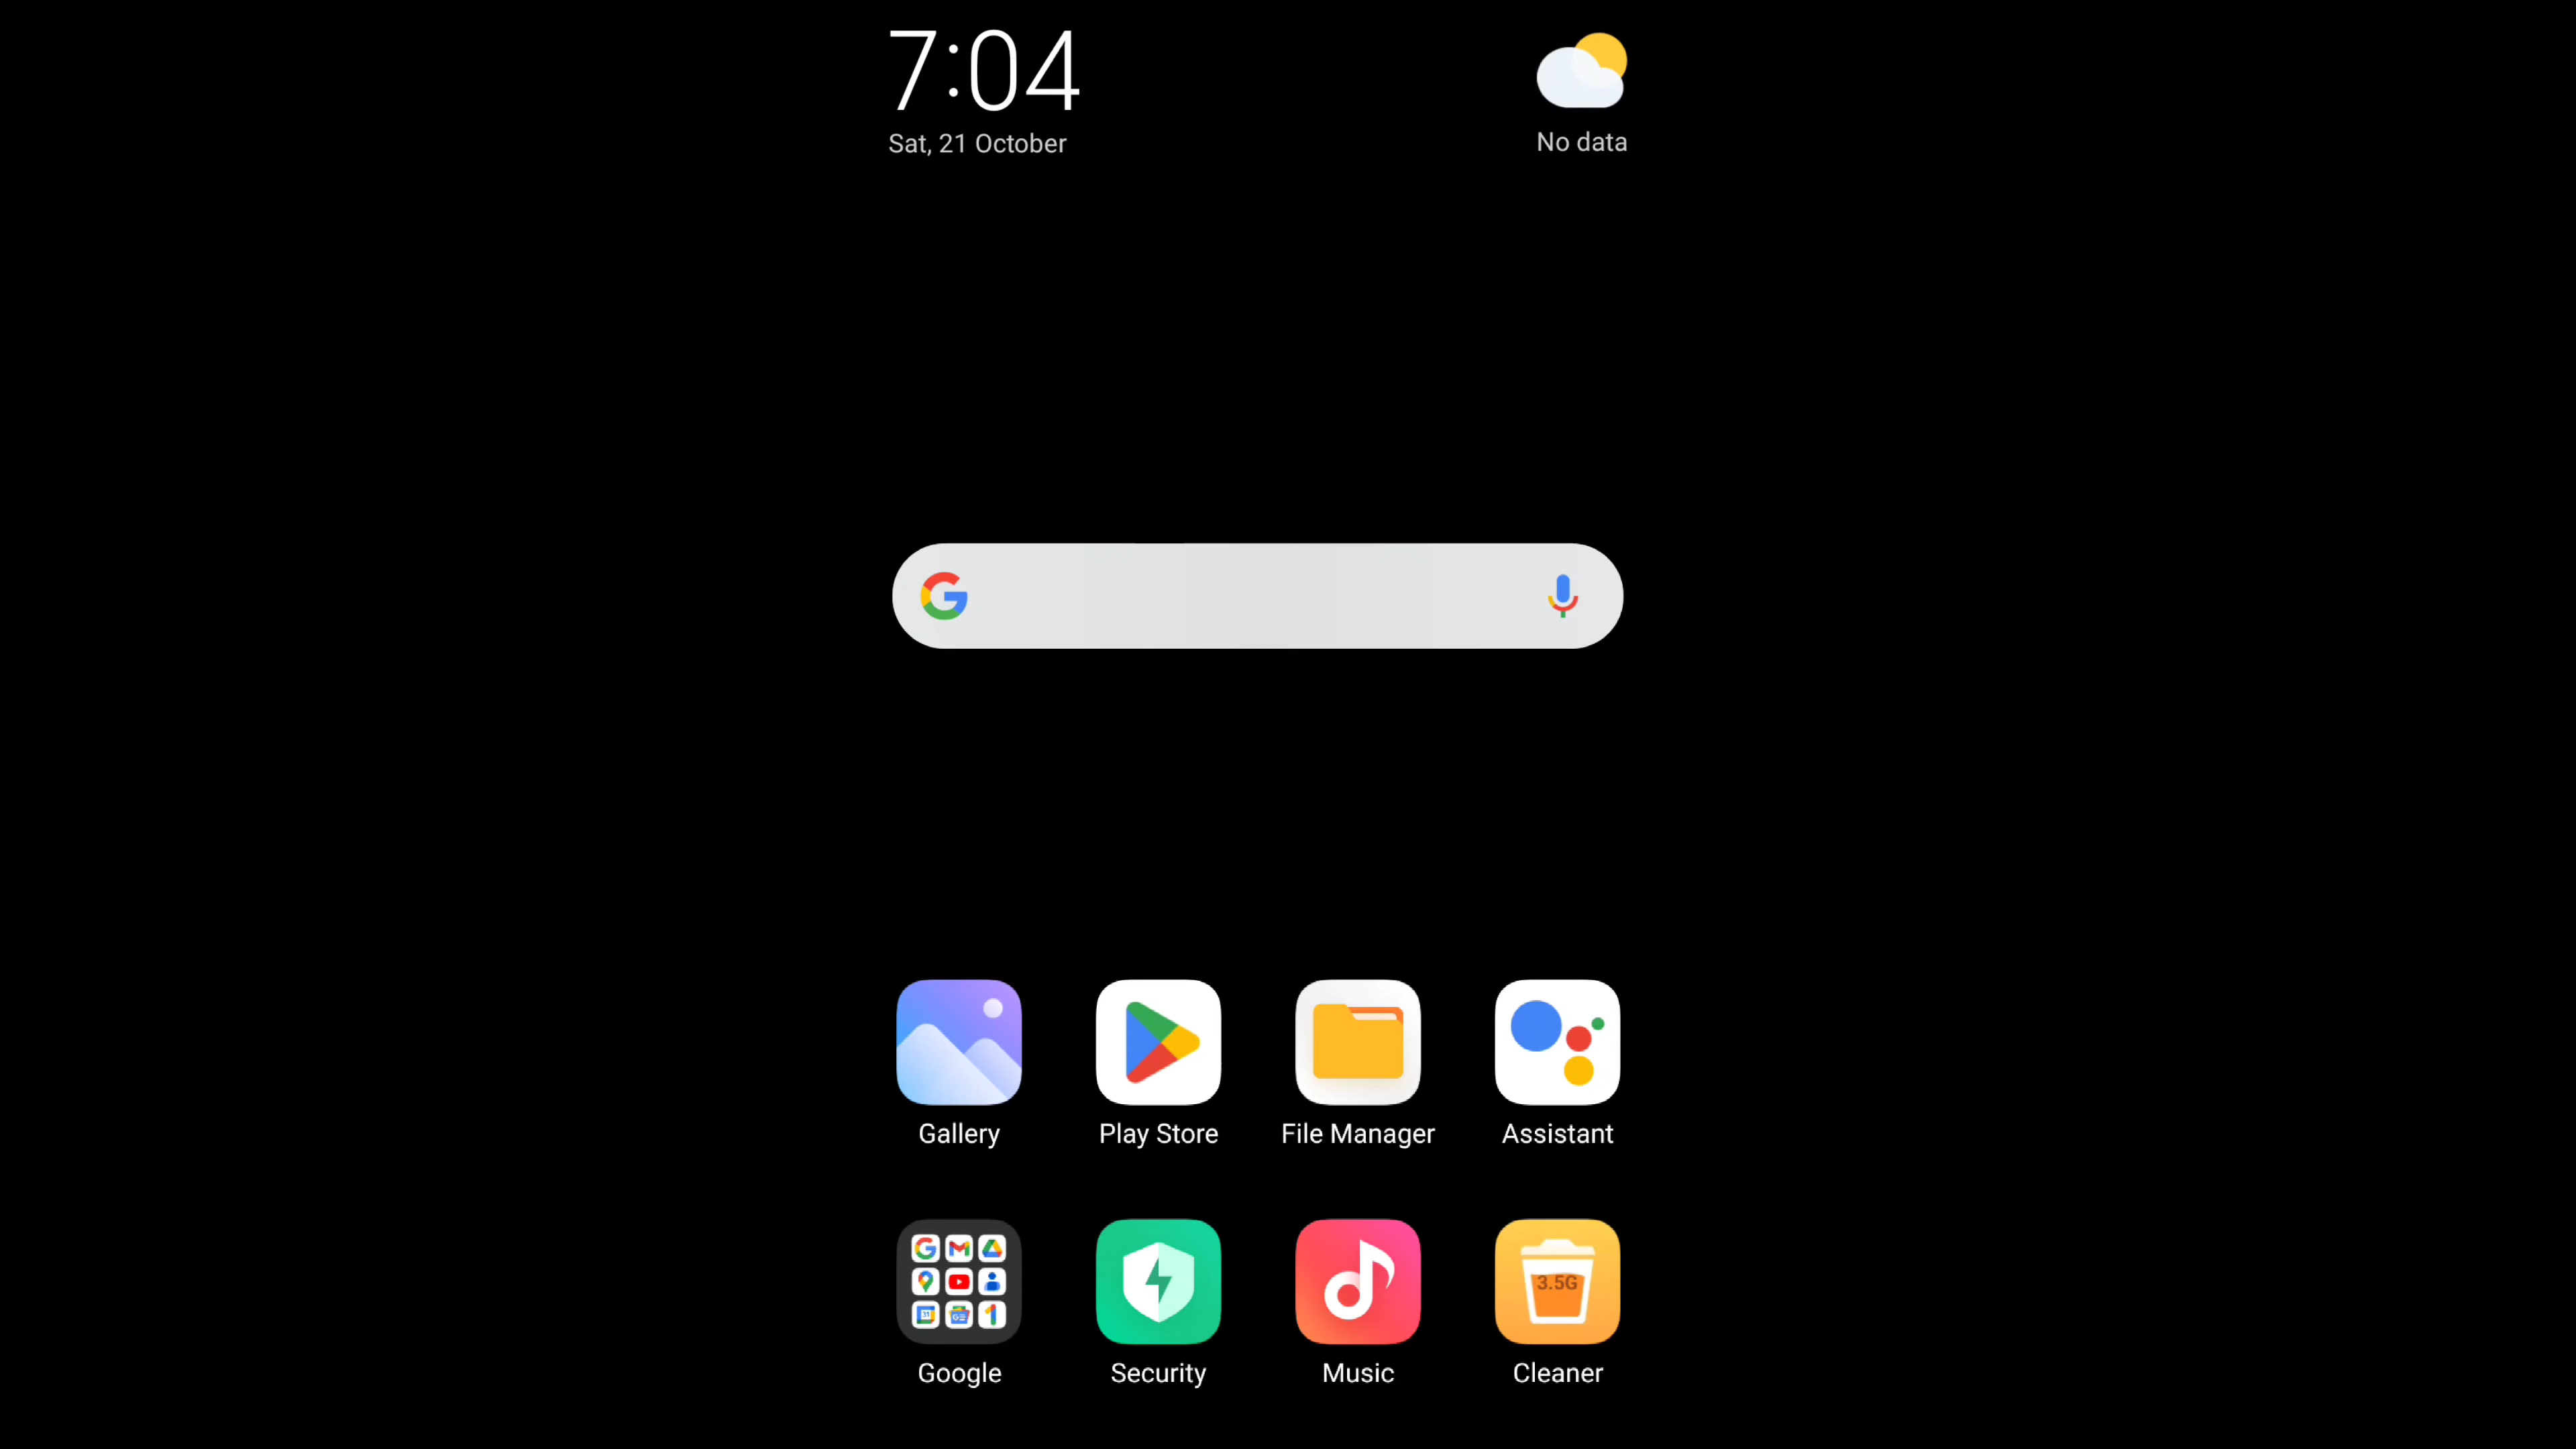 7:04
Sat, 21 October
No data
Gallery
Play Store
File Manager
Assistant
3.5G
Google
Security
Music
Cleaner